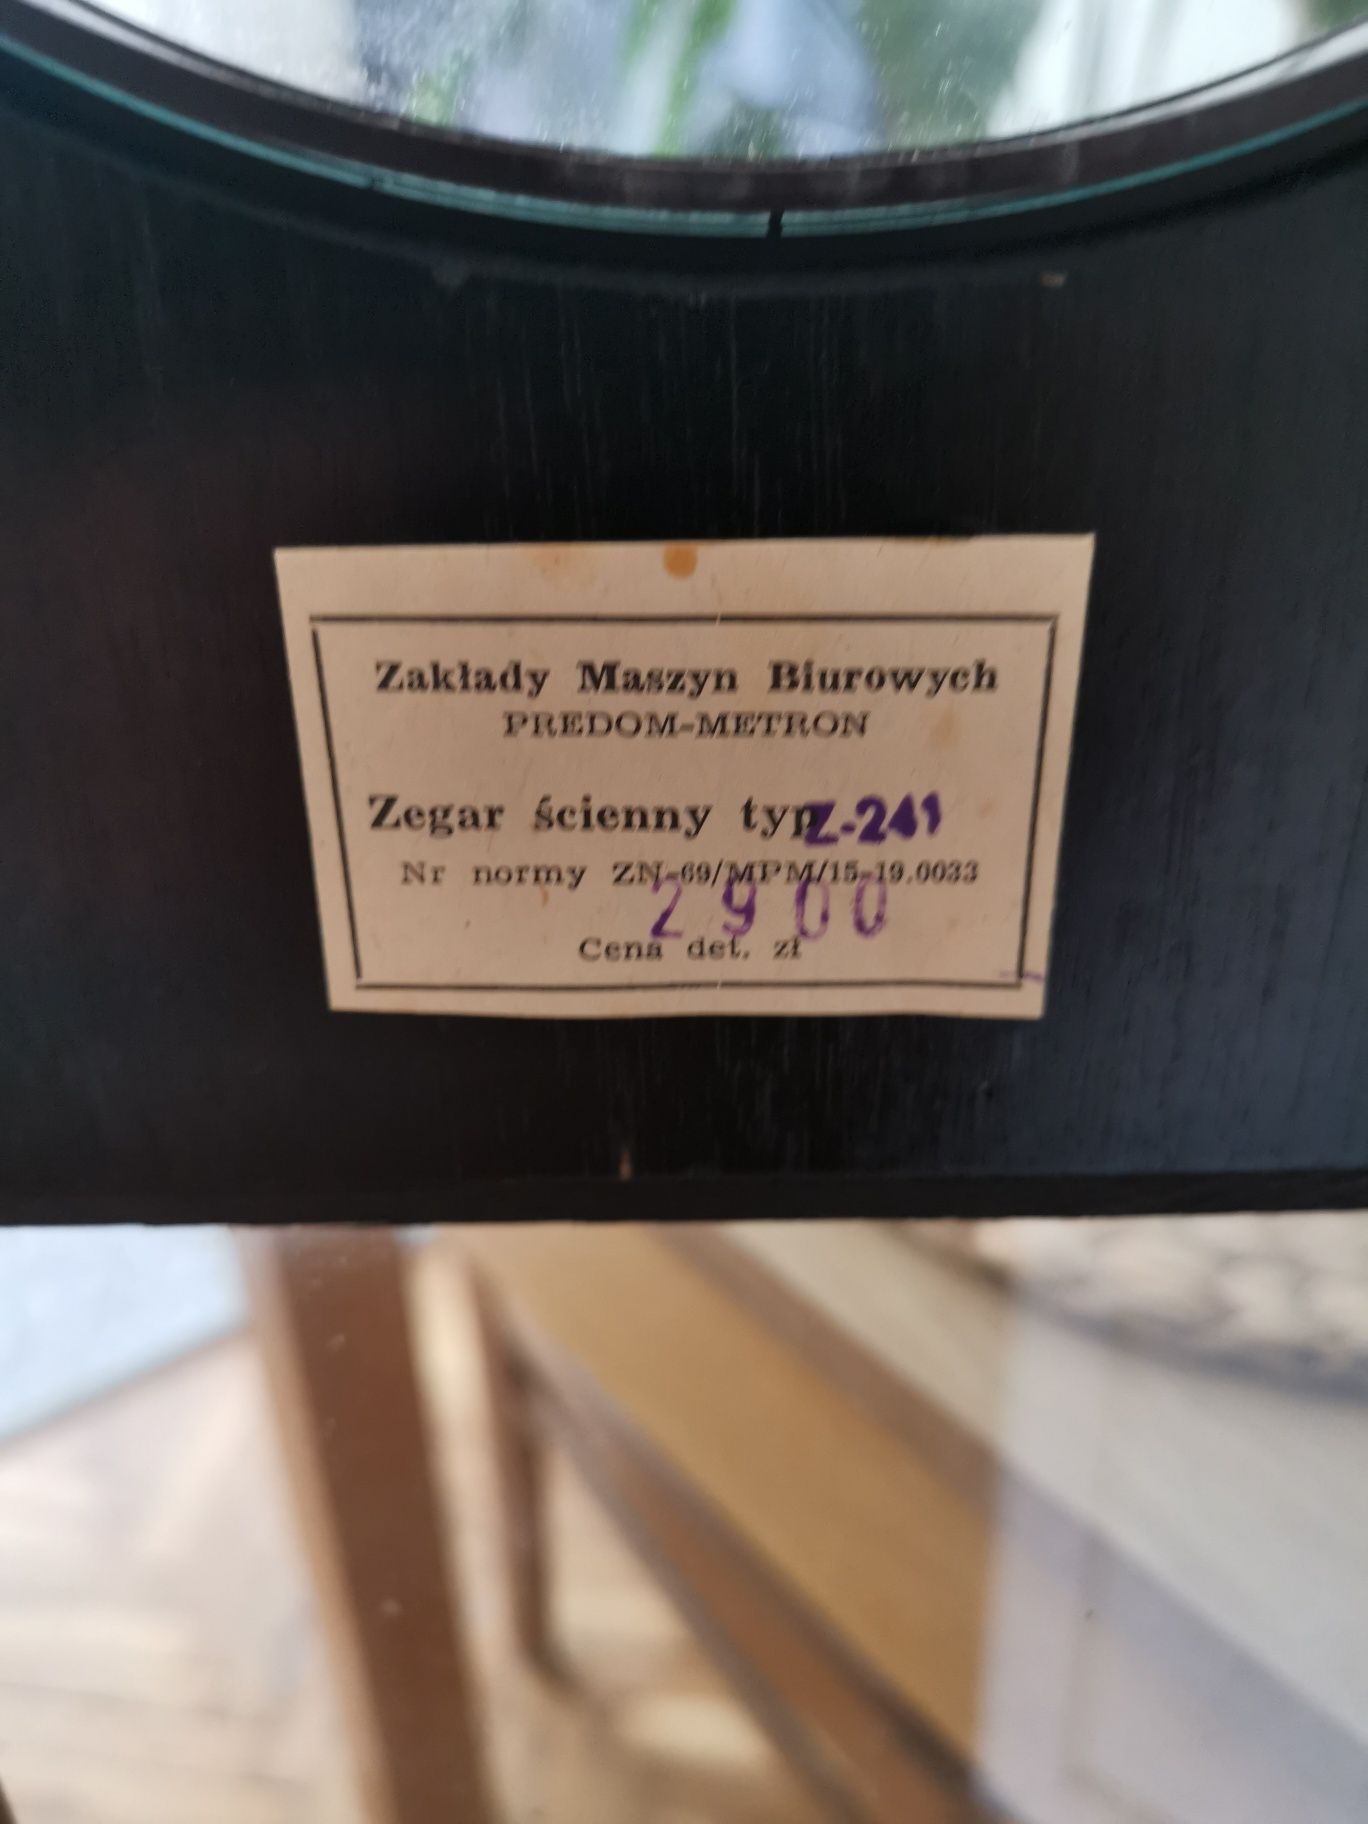 Zakłady Maszyn Biurowych
PREDOM-METRON
Zegar ścienny typ Z-241
Nr normy ZN-69/MPM/15-19.0033
2900
Cena det. zł